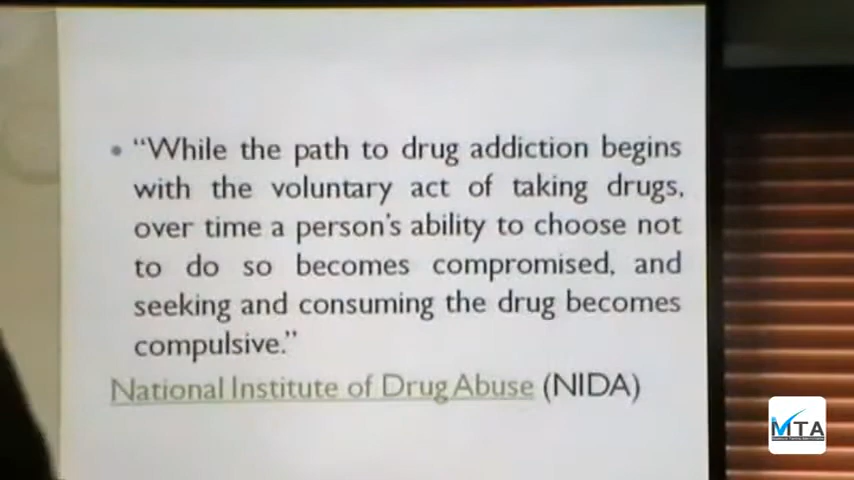 • “While the path to drug addiction begins
with the voluntary act of taking drugs,
over time a person’s ability to choose not
to do so becomes compromised, and
seeking and consuming the drug becomes
compulsive.”
National Institute of Drug Abuse (NIDA)
MTA